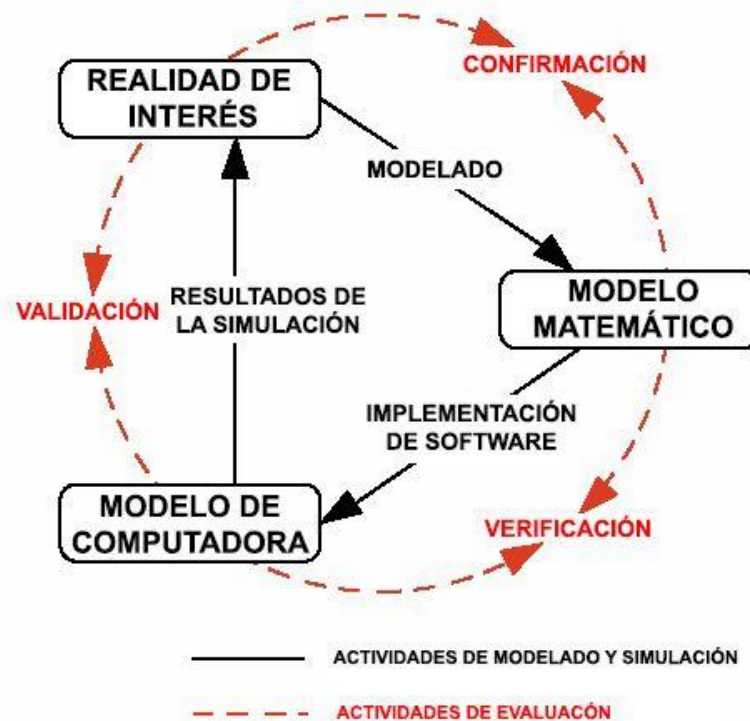 REALIDAD DE
INTERÉS
CONFIRMACIÓN
MODELADO
VALIDACIÓN
RESULTADOS DE
LA SIMULACIÓN
MODELO
MATEMÁTICO
IMPLEMENTACIÓN
DE SOFTWARE
MODELO DE
COMPUTADORA
VERIFICACIÓN
ACTIVIDADES DE MODELADO Y SIMULACIÓN
ACTIVIDADES DE EVALUACÓN